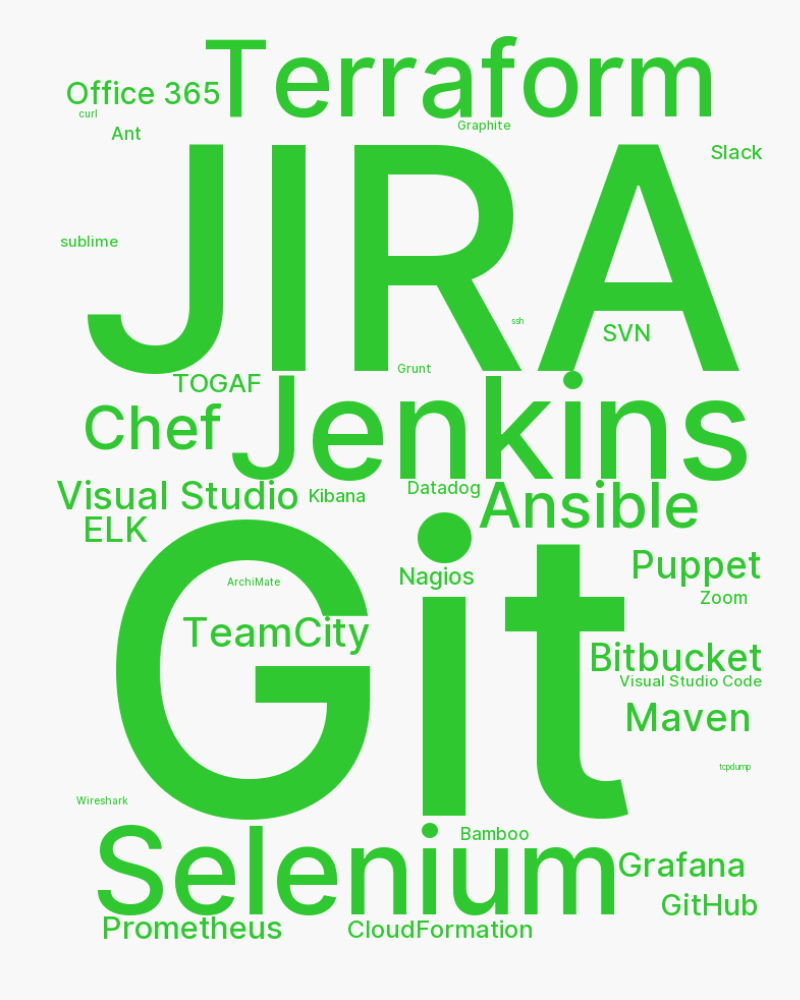 Terraform
Office 365
curl
Graphite
Ant
Slack
JIRA
sublime
ssh
SVN
Grunt
TOGAF
Chef
Jenkins
Visual Studio
Kibana
Datadog
Ansible
ELK
Git
Nagios
Puppet
ArchiMate
Zoom
TeamCity
Bitbucket
Visual Studio Code
Maven
tcpdump
Wireshark
Selenium
Bamboo
Grafana
GitHub
Prometheus
CloudFormation